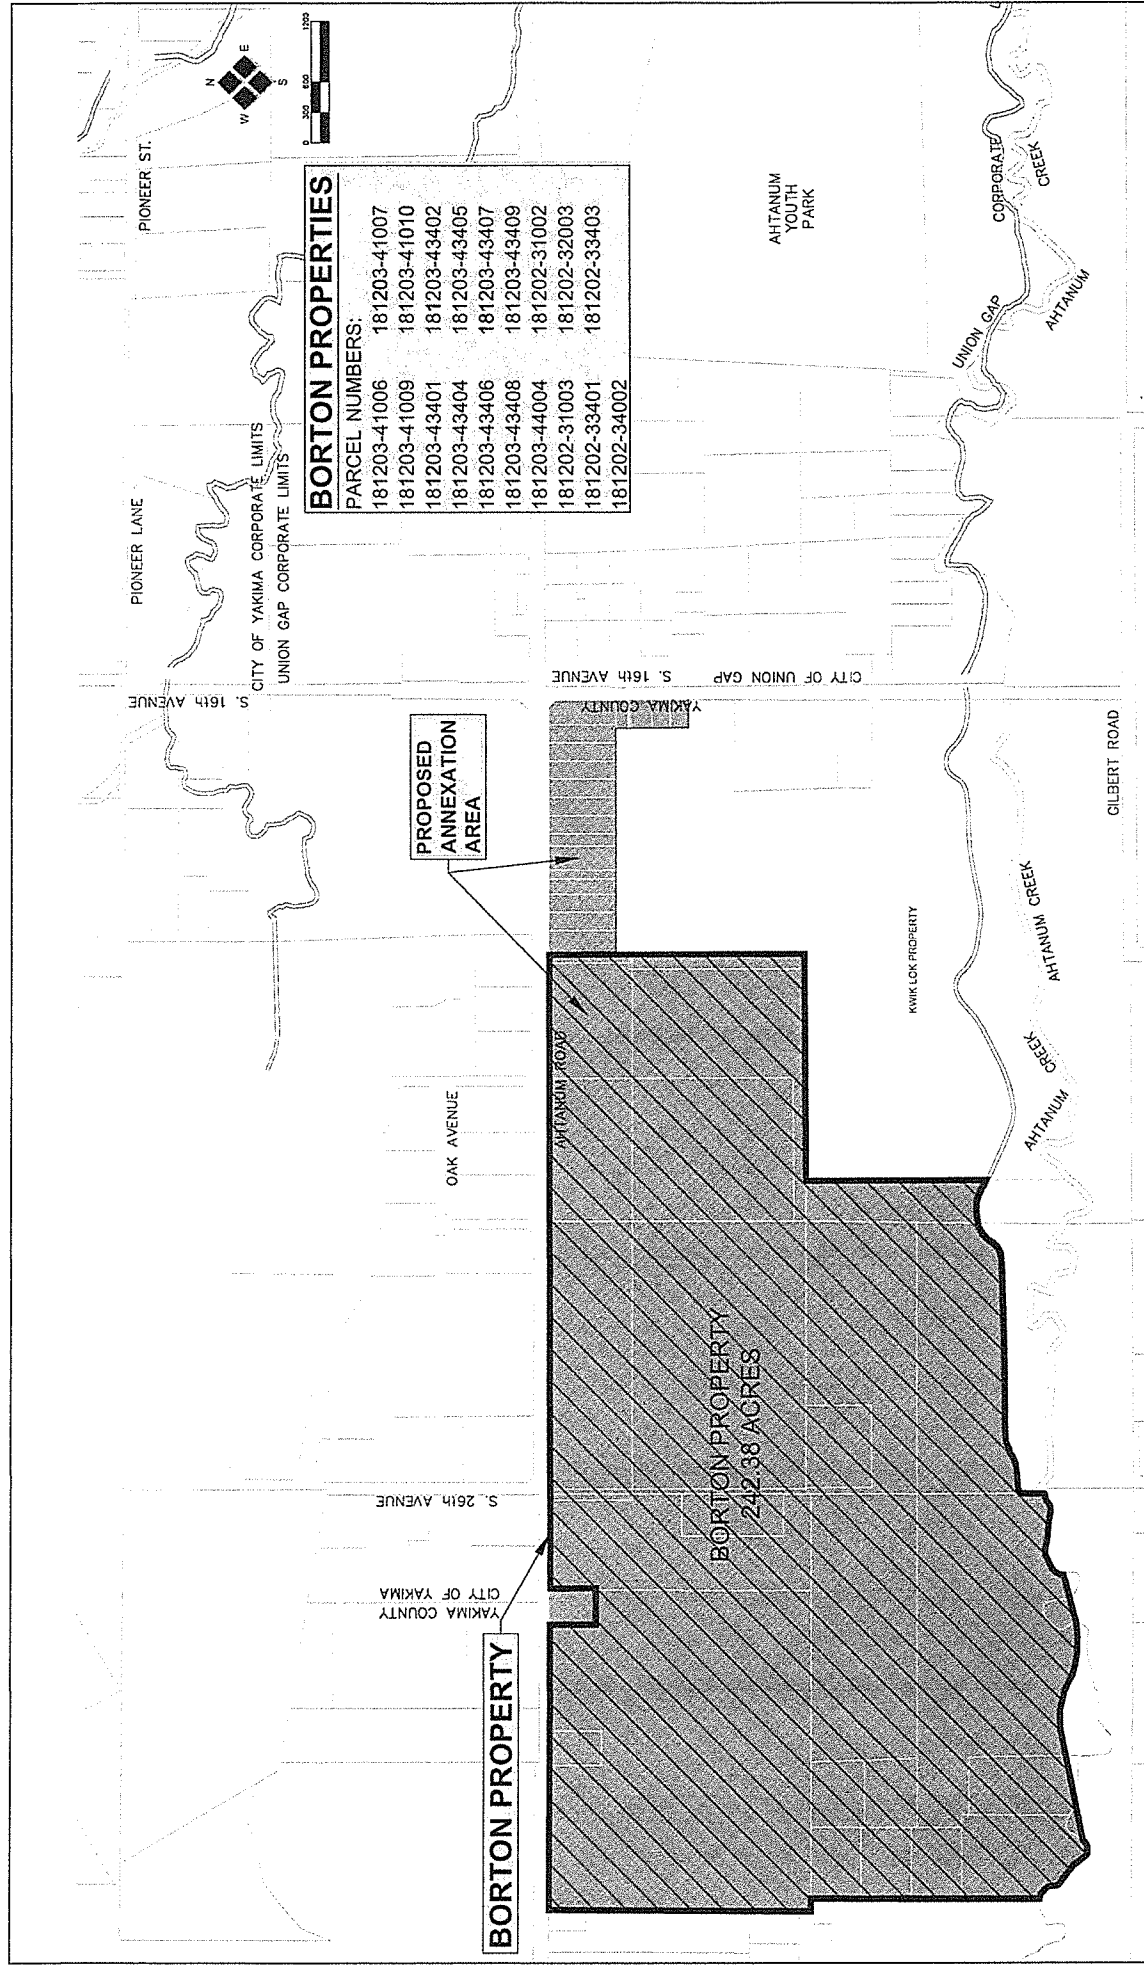 PIONEER ST.
N
W E
S
0 300 600 1200
PIONEER LANE
CITY OF YAKIMA CORPORATE LIMITS
UNION GAP CORPORATE LIMITS
S. 16th AVENUE
BORTON PROPERTIES
PARCEL NUMBERS:
181203-41006 181203-41007
181203-41009 181203-41010
181203-43401 181203-43402
181203-43404 181203-43405
181203-43406 181203-43407
181203-43408 181203-43409
181203-44004 181202-31002
181202-31003 181202-32003
181202-33401 181202-33403
181202-34002
PROPOSED
ANNEXATION
AREA
OAK AVENUE
S. 26th AVENUE
YAKIMA COUNTY
CITY OF YAKIMA
BORTON PROPERTY
AHTANUM ROAD
YAKIMA COUNTY
S. 16th AVENUE
CITY OF UNION GAP
AHTANUM
YOUTH
PARK
BORTON PROPERTY
242.38 ACRES
KWIK LOK PROPERTY
UNION GAP
CORPORATE
L
AHTANUM
CREEK
AHTANUM
CREEK
AHTANUM CREEK
GILBERT ROAD